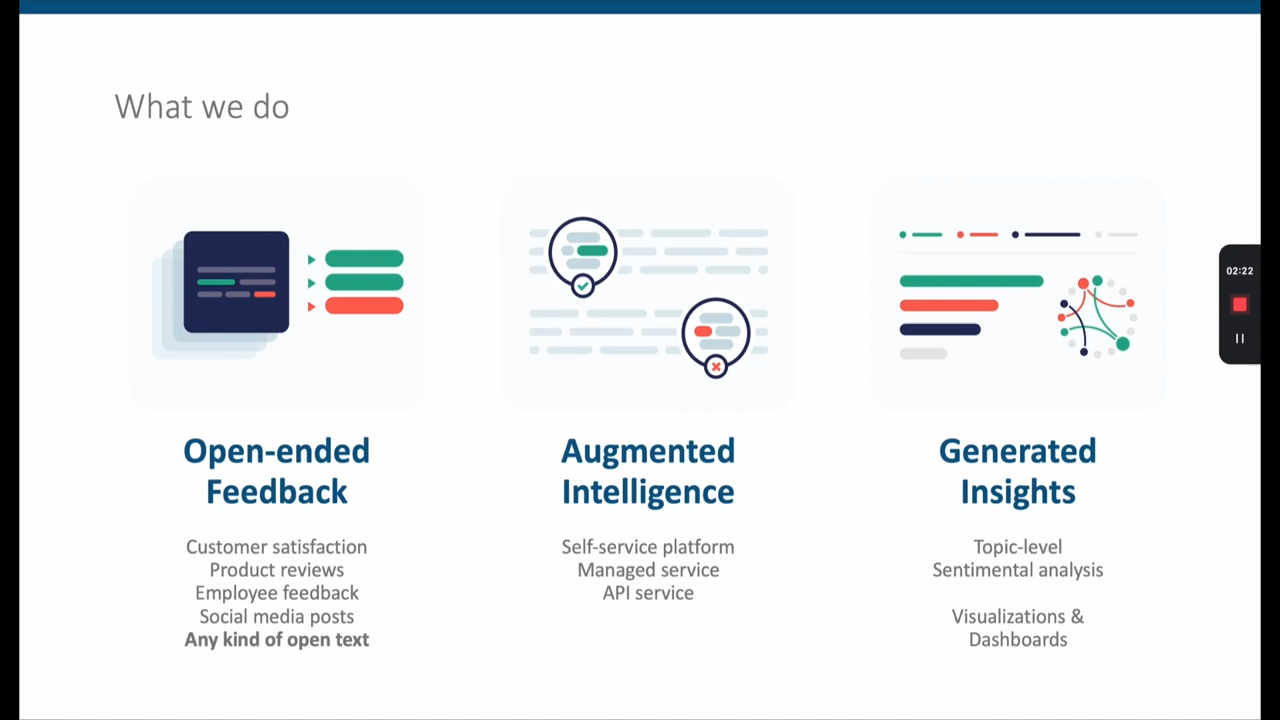 What we do
Open-ended
Feedback
Customer satisfaction
Product reviews
Employee feedback
Social media posts
Any kind of open text
Augmented
Intelligence
Self-service platform
Managed service
API service
Generated
Insights
Topic-level
Sentimental analysis
Visualizations &
Dashboards
02:22